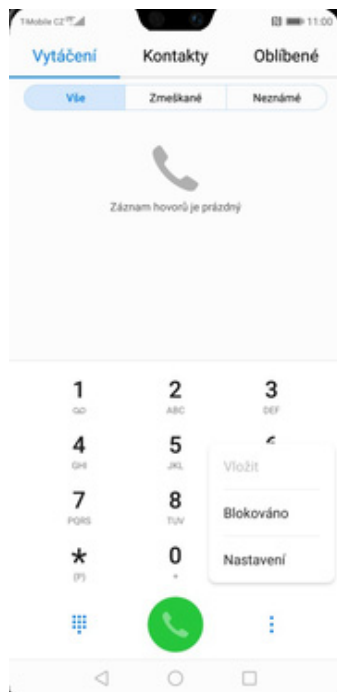 T-Mobile CZ 11:00
Vytáčení Kontakty Oblíbené
Vše Zmeškané Neznámé
Záznam hovorů je prázdný
1 2 3
ABC DEF
4 5 6
GHI JKL
Vložit
7 8
PQRS TUV
Blokováno
* 0
(P) +
Nastavení